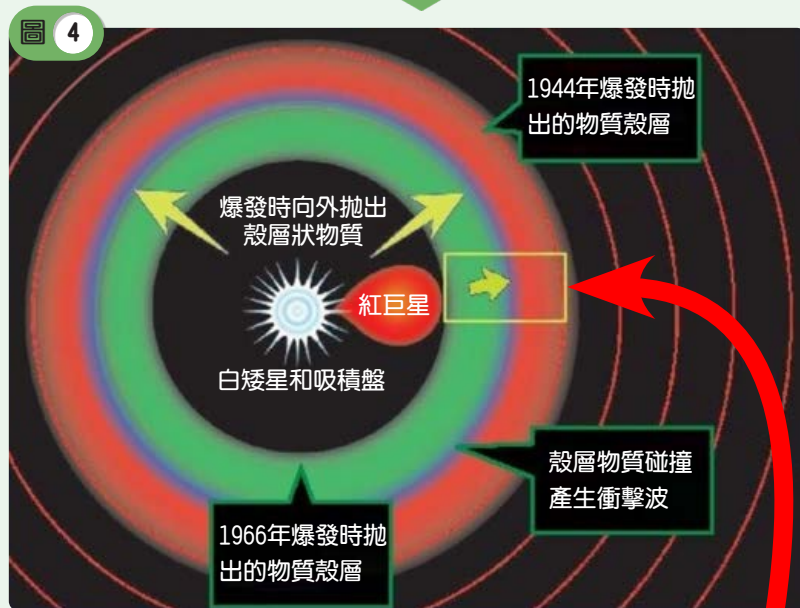 圖 4
1944年爆發時拋
出的物質殼層
爆發時向外拋出
殼層狀物質
紅巨星
白矮星和吸積盤
殼層物質碰撞
產生衝擊波
1966年爆發時拋
出的物質殼層